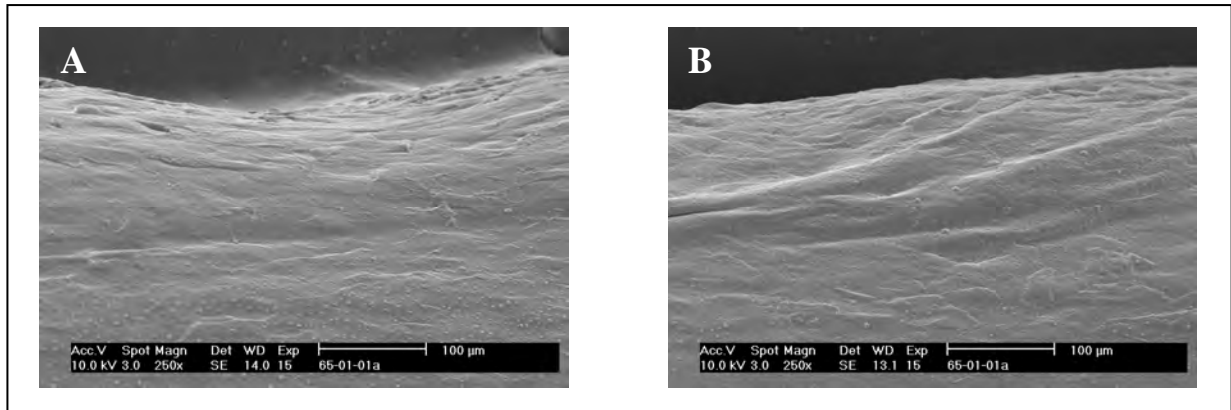 A
Acc.V Spot Magn Det WD Exp 100 µm
10.0 kV 3.0 250x SE 14.0 15 65-01-01a
B
Acc.V Spot Magn Det WD Exp 100 µm
10.0 kV 3.0 250x SE 13.1 15 65-01-01a